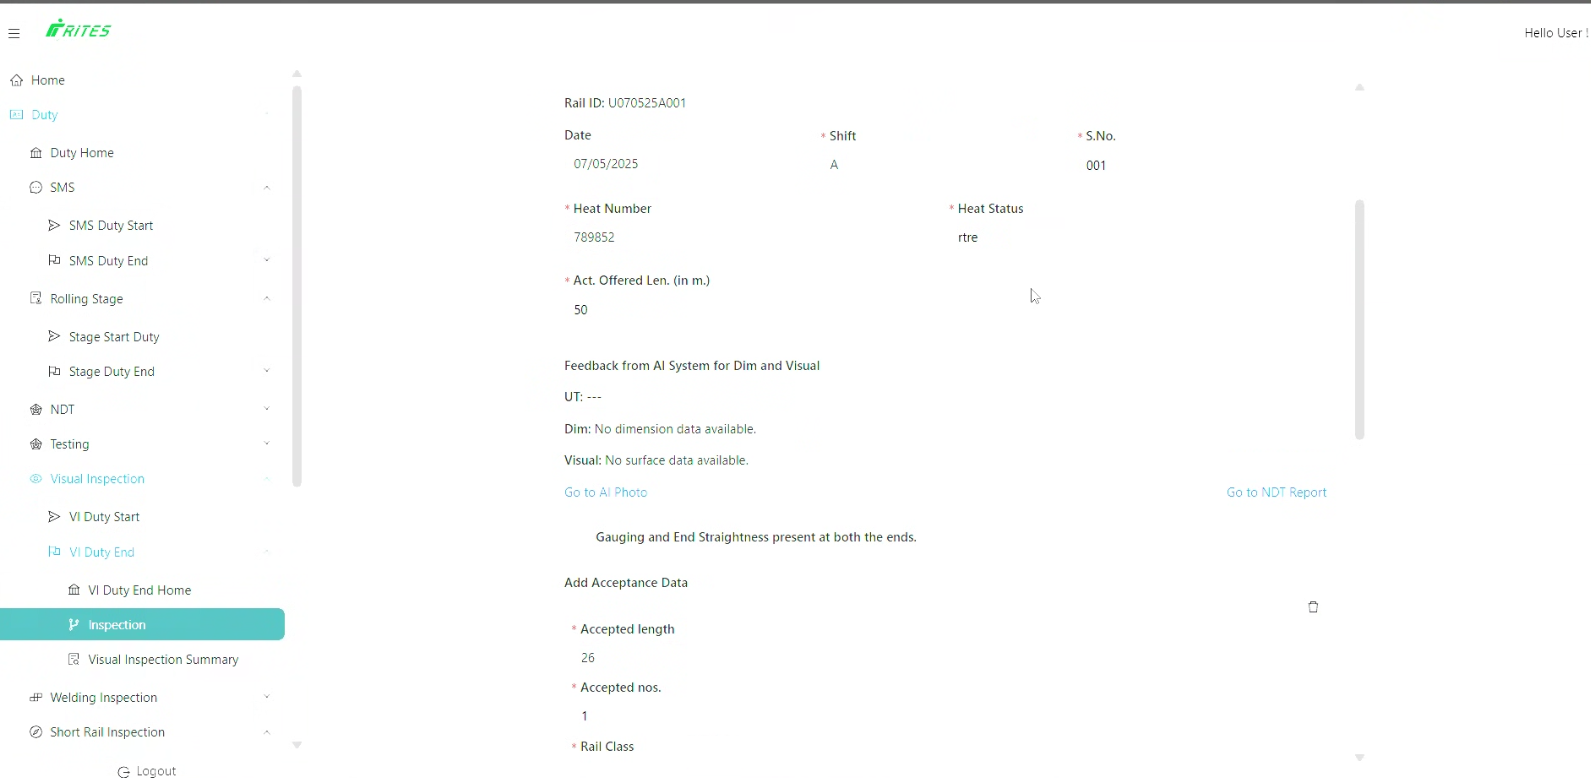 RITES
Hello User !
Home
Duty
Duty Home
SMS
SMS Duty Start
SMS Duty End
Rolling Stage
Stage Start Duty
Stage Duty End
NDT
Testing
Visual Inspection
VI Duty Start
VI Duty End
VI Duty End Home
Inspection
Visual Inspection Summary
Welding Inspection
Short Rail Inspection
Logout
Rail ID: U070525A001
Date * Shift * S.No.
07/05/2025 A 001
* Heat Number * Heat Status
789852 rtre
* Act. Offered Len. (in m.)
50
Feedback from AI System for Dim and Visual
UT: ---
Dim: No dimension data available.
Visual: No surface data available.
Go to AI Photo Go to NDT Report
Gauging and End Straightness present at both the ends.
Add Acceptance Data
* Accepted length
26
* Accepted nos.
1
* Rail Class